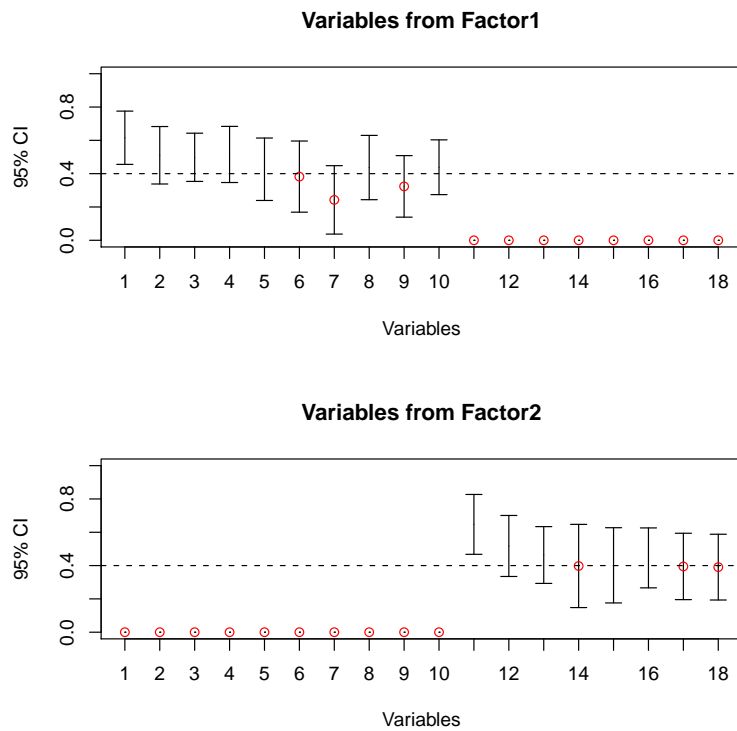 Variables from Factor1
95% CI
0.8
0.4
0.0
1 2 3 4 5 6 7 8 9 10 12 14 16 18
Variables
Variables from Factor2
95% CI
0.8
0.4
0.0
1 2 3 4 5 6 7 8 9 10 12 14 16 18
Variables